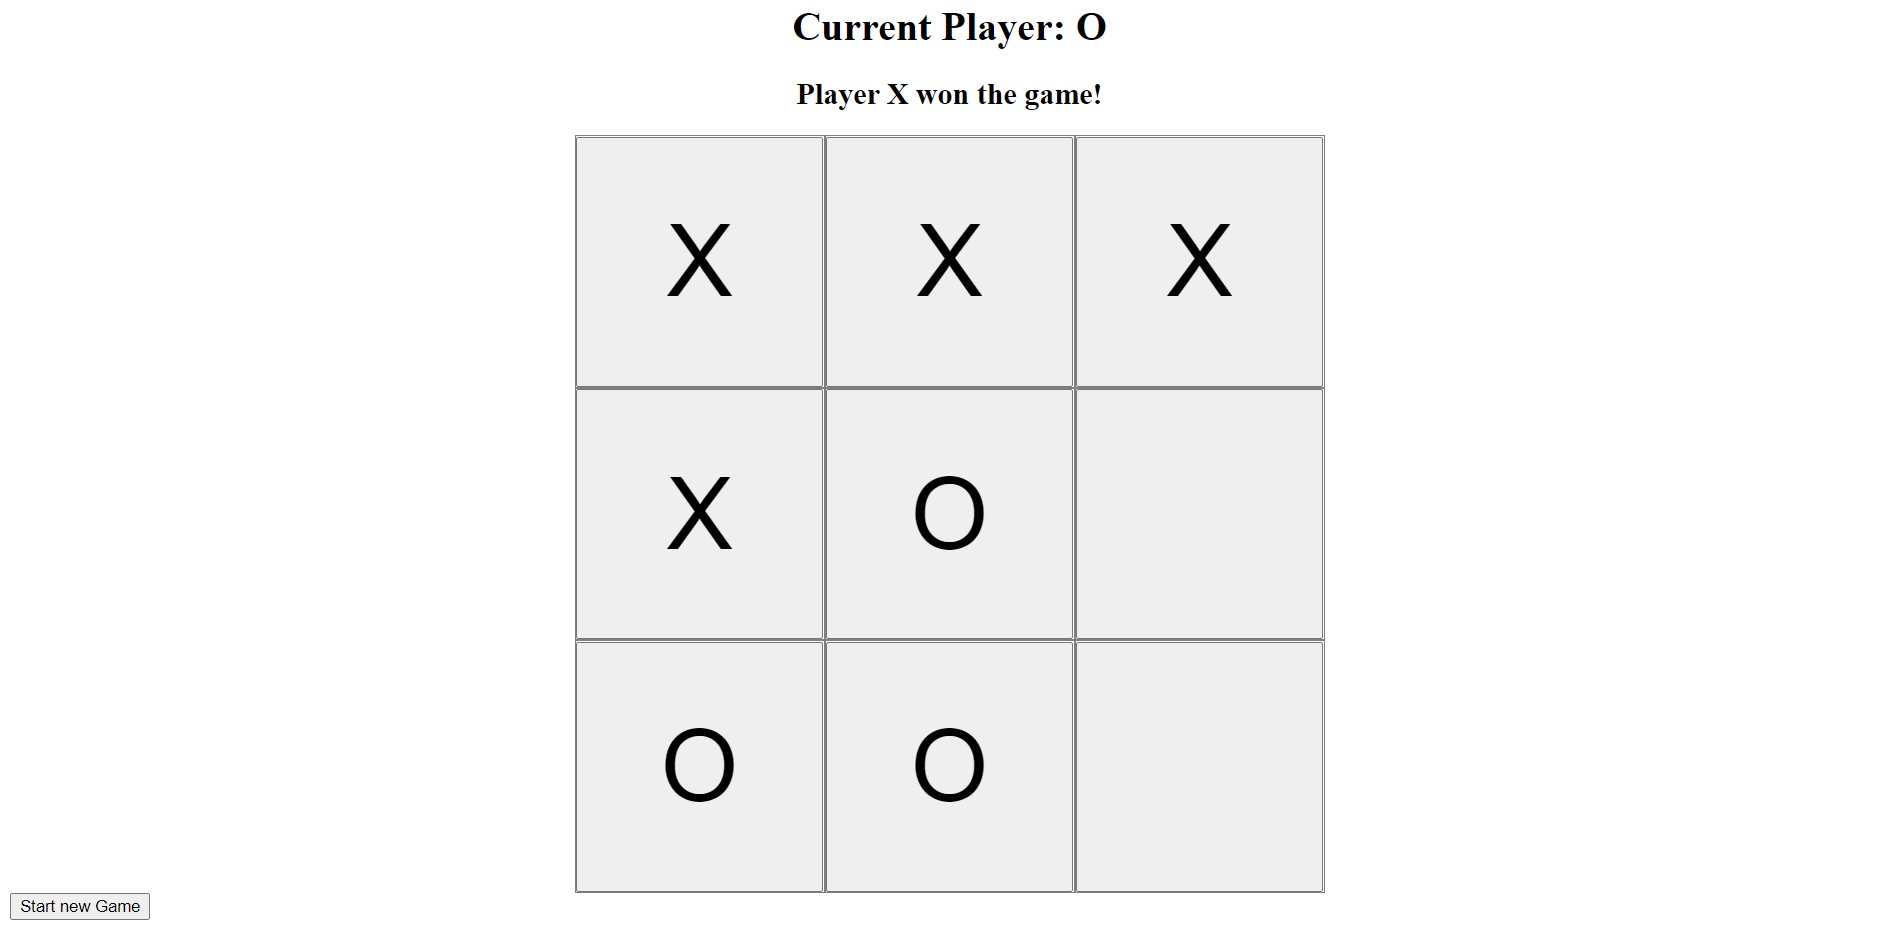 Current Player: O
Player X won the game!
X X X
X O
O O
Start new Game